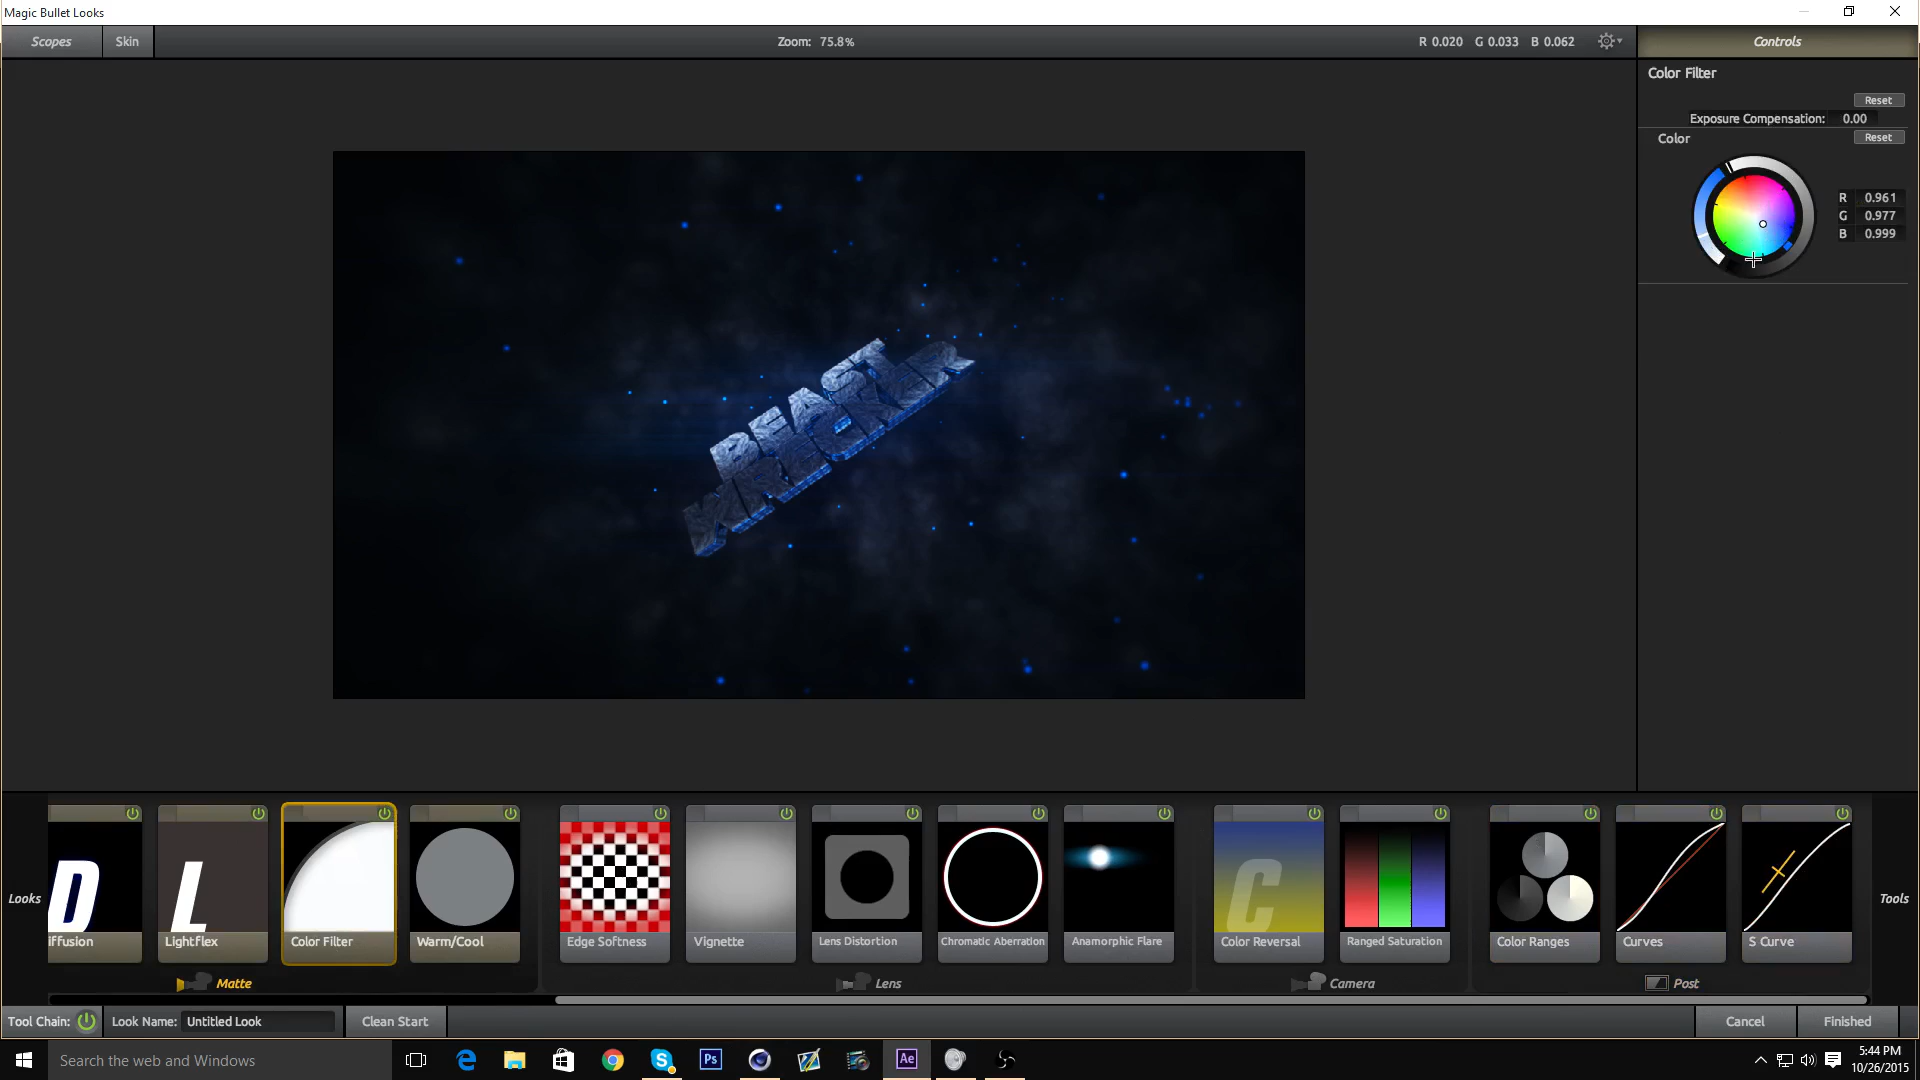 Magic Bullet Looks
Scopes
Skin
Zoom: 75.8%
R 0.020 G 0.033 B 0.062
Controls
Color Filter
Reset
Exposure Compensation: 0.00
Color
Reset
R 0.961
G 0.977
B 0.999
BEAST
WRECKER
Looks
iffusion
Lightflex
Color Filter
Warm/Cool
Edge Softness
Vignette
Lens Distortion
Chromatic Aberration
Anamorphic Flare
Color Reversal
Ranged Saturation
Color Ranges
Curves
S Curve
Tools
D
L
C
Matte
Lens
Camera
Post
Tool Chain:
Look Name: Untitled Look
Clean Start
Cancel
Finished
Search the web and Windows
Ps
Ae
5:44 PM
10/26/2015